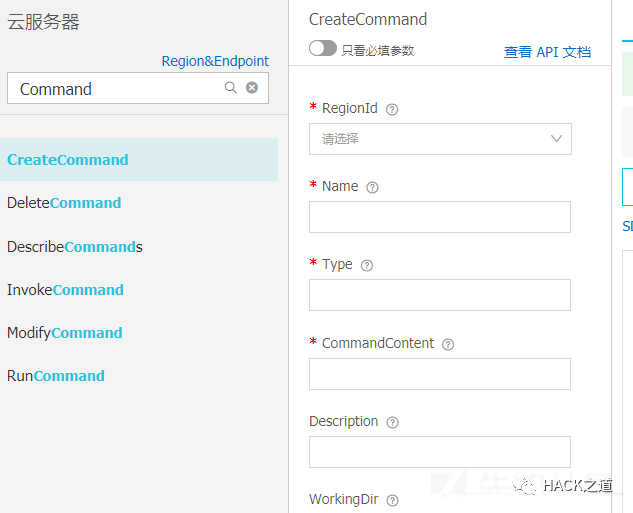 云服务器
Region&Endpoint
Command
CreateCommand
DeleteCommand
DescribeCommands
InvokeCommand
ModifyCommand
RunCommand
CreateCommand
只看必填参数
查看 API 文档
* RegionId
请选择
* Name
* Type
* CommandContent
Description
WorkingDir
HACK之道